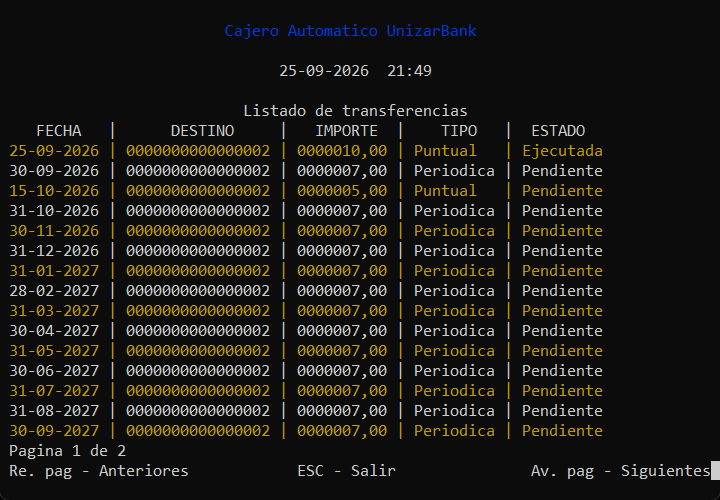 Cajero Automatico UnizarBank
25-09-2026  21:49
Listado de transferencias
FECHA | DESTINO | IMPORTE | TIPO | ESTADO
25-09-2026 | 0000000000000002 | 0000010,00 | Puntual | Ejecutada
30-09-2026 | 0000000000000002 | 0000007,00 | Periodica | Pendiente
15-10-2026 | 0000000000000002 | 0000005,00 | Puntual | Pendiente
31-10-2026 | 0000000000000002 | 0000007,00 | Periodica | Pendiente
30-11-2026 | 0000000000000002 | 0000007,00 | Periodica | Pendiente
31-12-2026 | 0000000000000002 | 0000007,00 | Periodica | Pendiente
31-01-2027 | 0000000000000002 | 0000007,00 | Periodica | Pendiente
28-02-2027 | 0000000000000002 | 0000007,00 | Periodica | Pendiente
31-03-2027 | 0000000000000002 | 0000007,00 | Periodica | Pendiente
30-04-2027 | 0000000000000002 | 0000007,00 | Periodica | Pendiente
31-05-2027 | 0000000000000002 | 0000007,00 | Periodica | Pendiente
30-06-2027 | 0000000000000002 | 0000007,00 | Periodica | Pendiente
31-07-2027 | 0000000000000002 | 0000007,00 | Periodica | Pendiente
31-08-2027 | 0000000000000002 | 0000007,00 | Periodica | Pendiente
30-09-2027 | 0000000000000002 | 0000007,00 | Periodica | Pendiente
Pagina 1 de 2
Re. pag - Anteriores ESC - Salir Av. pag - Siguientes